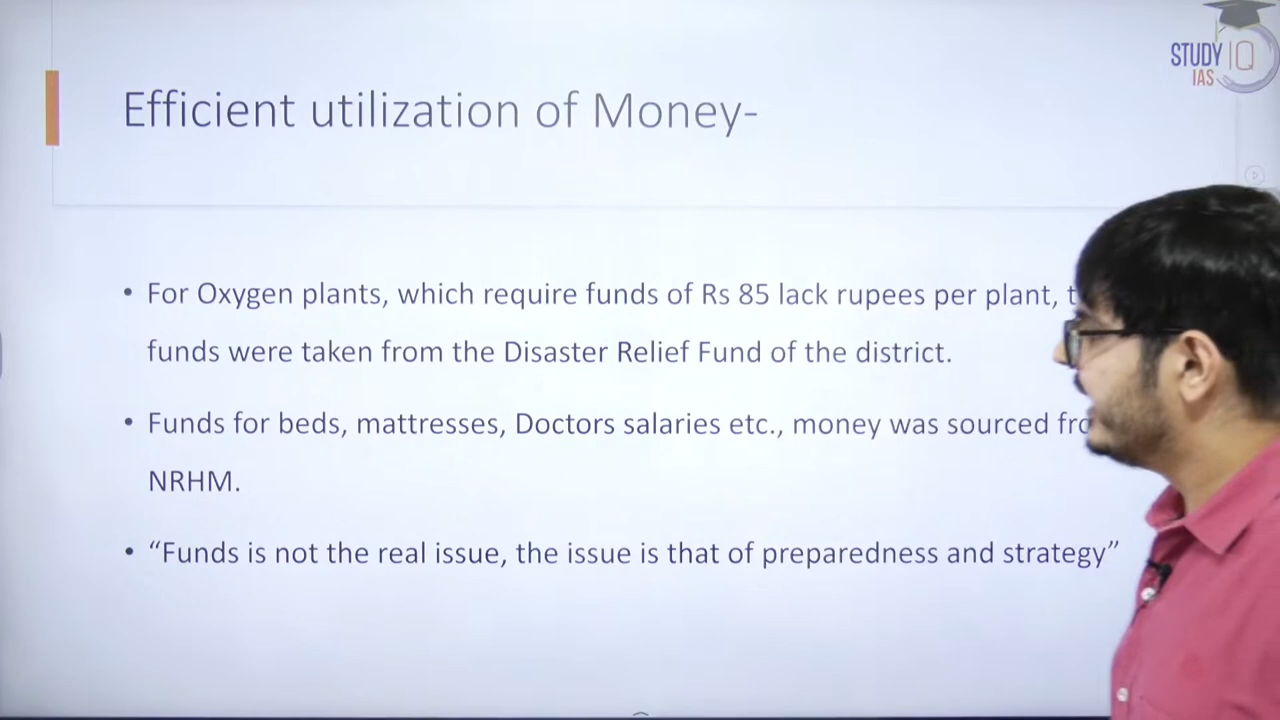 STUDY IQ
IAS
Efficient utilization of Money-
• For Oxygen plants, which require funds of Rs 85 lack rupees per plant,
funds were taken from the Disaster Relief Fund of the district.
• Funds for beds, mattresses, Doctors salaries etc., money was sourced
NRHM.
• “Funds is not the real issue, the issue is that of preparedness and strategy”